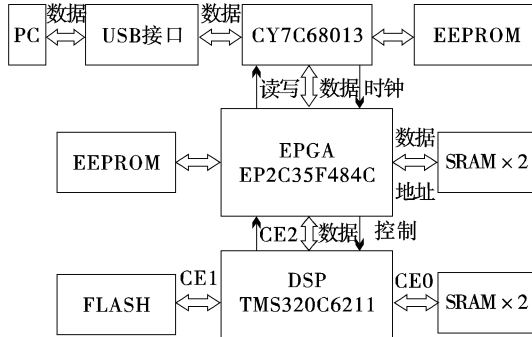 数据
数据
PC
USB接口
CY7C68013
EEPROM
读写
数据
时钟
EEPROM
EPGA
EP2C35F484C
数据
地址
SRAM×2
CE2
数据
控制
FLASH
CE1
DSP
TMS320C6211
CE0
SRAM×2